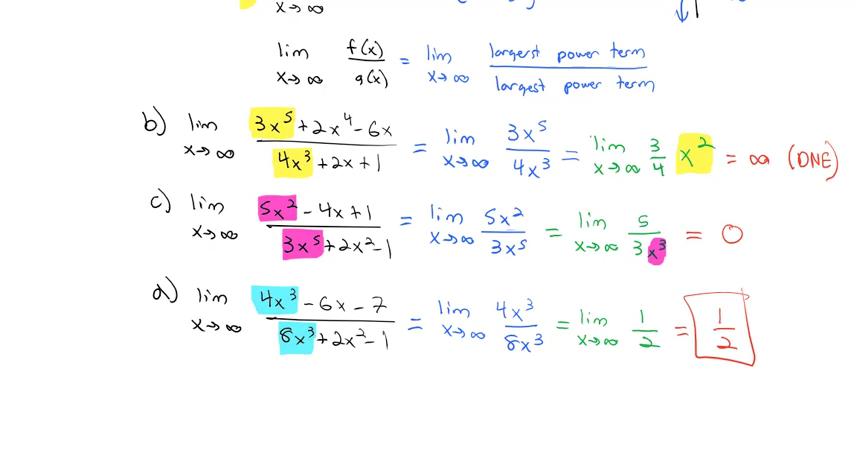 x→∞
lim x→∞ f(x)/g(x) = lim x→∞ largest power term / largest power term
b) lim x→∞ (3x⁵ + 2x⁴ - 6x)/(4x³ + 2x + 1) = lim x→∞ 3x⁵/4x³ = lim x→∞ 3/4 x² = ∞ (DNE)
c) lim x→∞ (5x² - 4x + 1)/(3x⁵ + 2x² - 1) = lim x→∞ 5x²/3x⁵ = lim x→∞ 5/3x³ = 0
d) lim x→∞ (4x³ - 6x - 7)/(8x³ + 2x² - 1) = lim x→∞ 4x³/8x³ = lim x→∞ 1/2 = 1/2